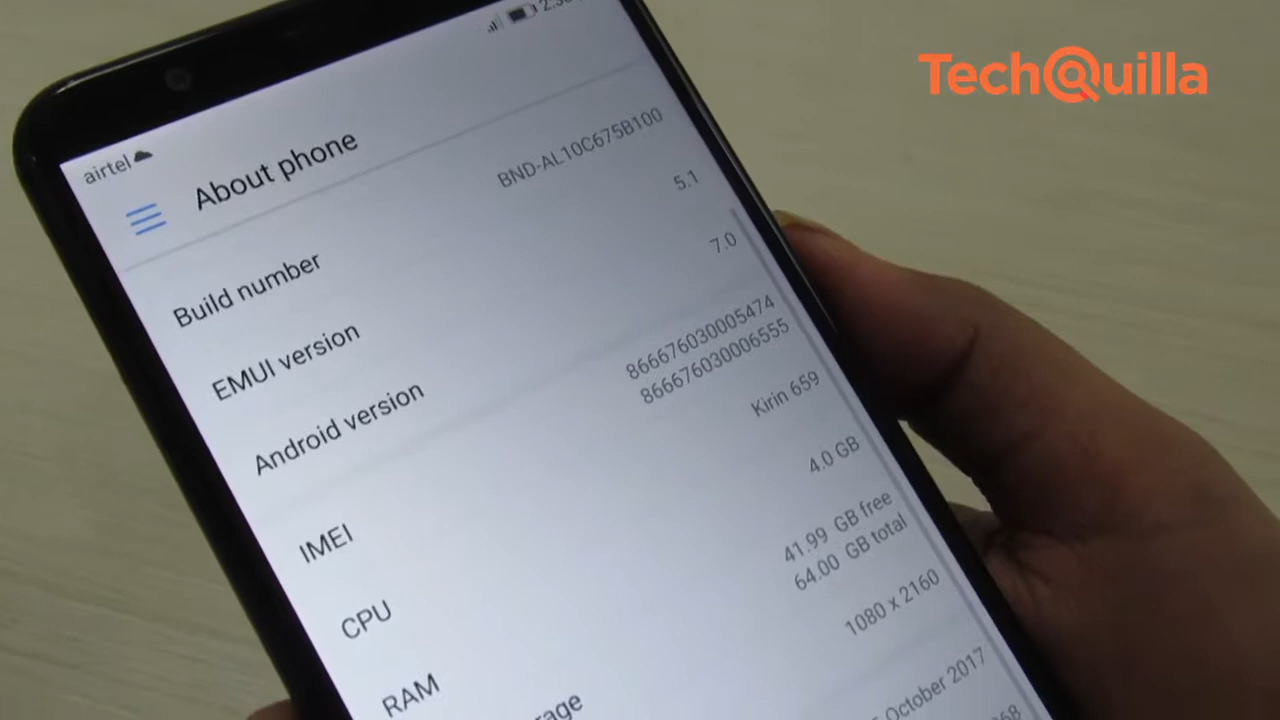 TechQuilla
airtel
About phone
Build number BND-AL10C675B100
EMUI version 5.1
Android version 7.0
IMEI 866676030005474
866676030006555
CPU Kirin 659
RAM 4.0 GB
41.99 GB free
64.00 GB total
1080 x 2160
October 2017